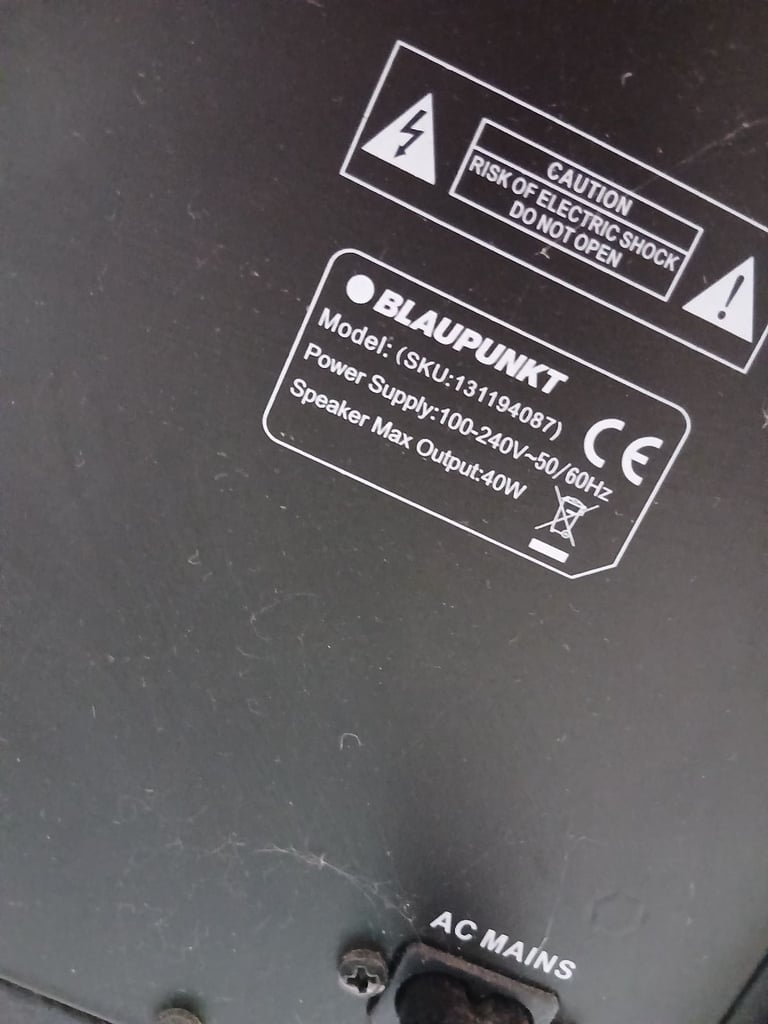 CAUTION
RISK OF ELECTRIC SHOCK
DO NOT OPEN
BLAUPUNKT
Model: (SKU:131194087)
Power Supply:100-240V~50/60Hz
Speaker Max Output:40W
CE
AC MAINS